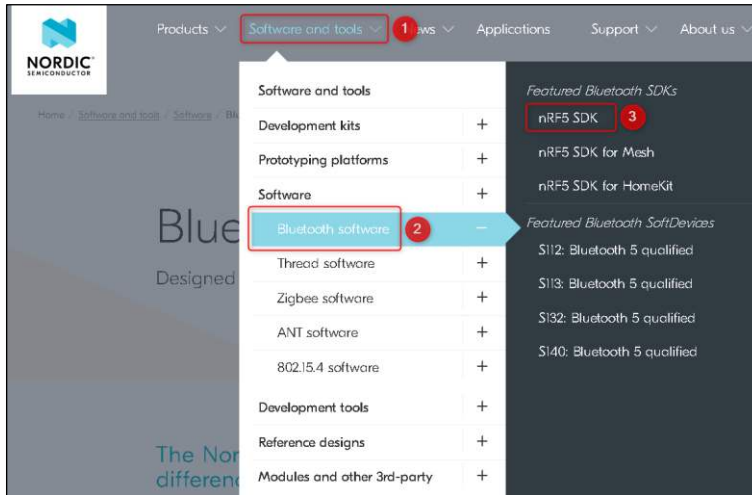 Products
Software and tools
1
ews
Applications
Support
About us
NORDIC
SEMICONDUCTOR
Home / Software and tools / Software / Blu
Software and tools
Development kits +
Prototyping platforms +
Software +
Bluetooth software 2 −
Thread software +
Zigbee software +
ANT software +
802.15.4 software +
Development tools +
Reference designs +
Modules and other 3rd-party +
Featured Bluetooth SDKs
nRF5 SDK 3
nRF5 SDK for Mesh
nRF5 SDK for HomeKit
Featured Bluetooth SoftDevices
S112: Bluetooth 5 qualified
S113: Bluetooth 5 qualified
S132: Bluetooth 5 qualified
S140: Bluetooth 5 qualified
Blue
Designed
The Nor
differen